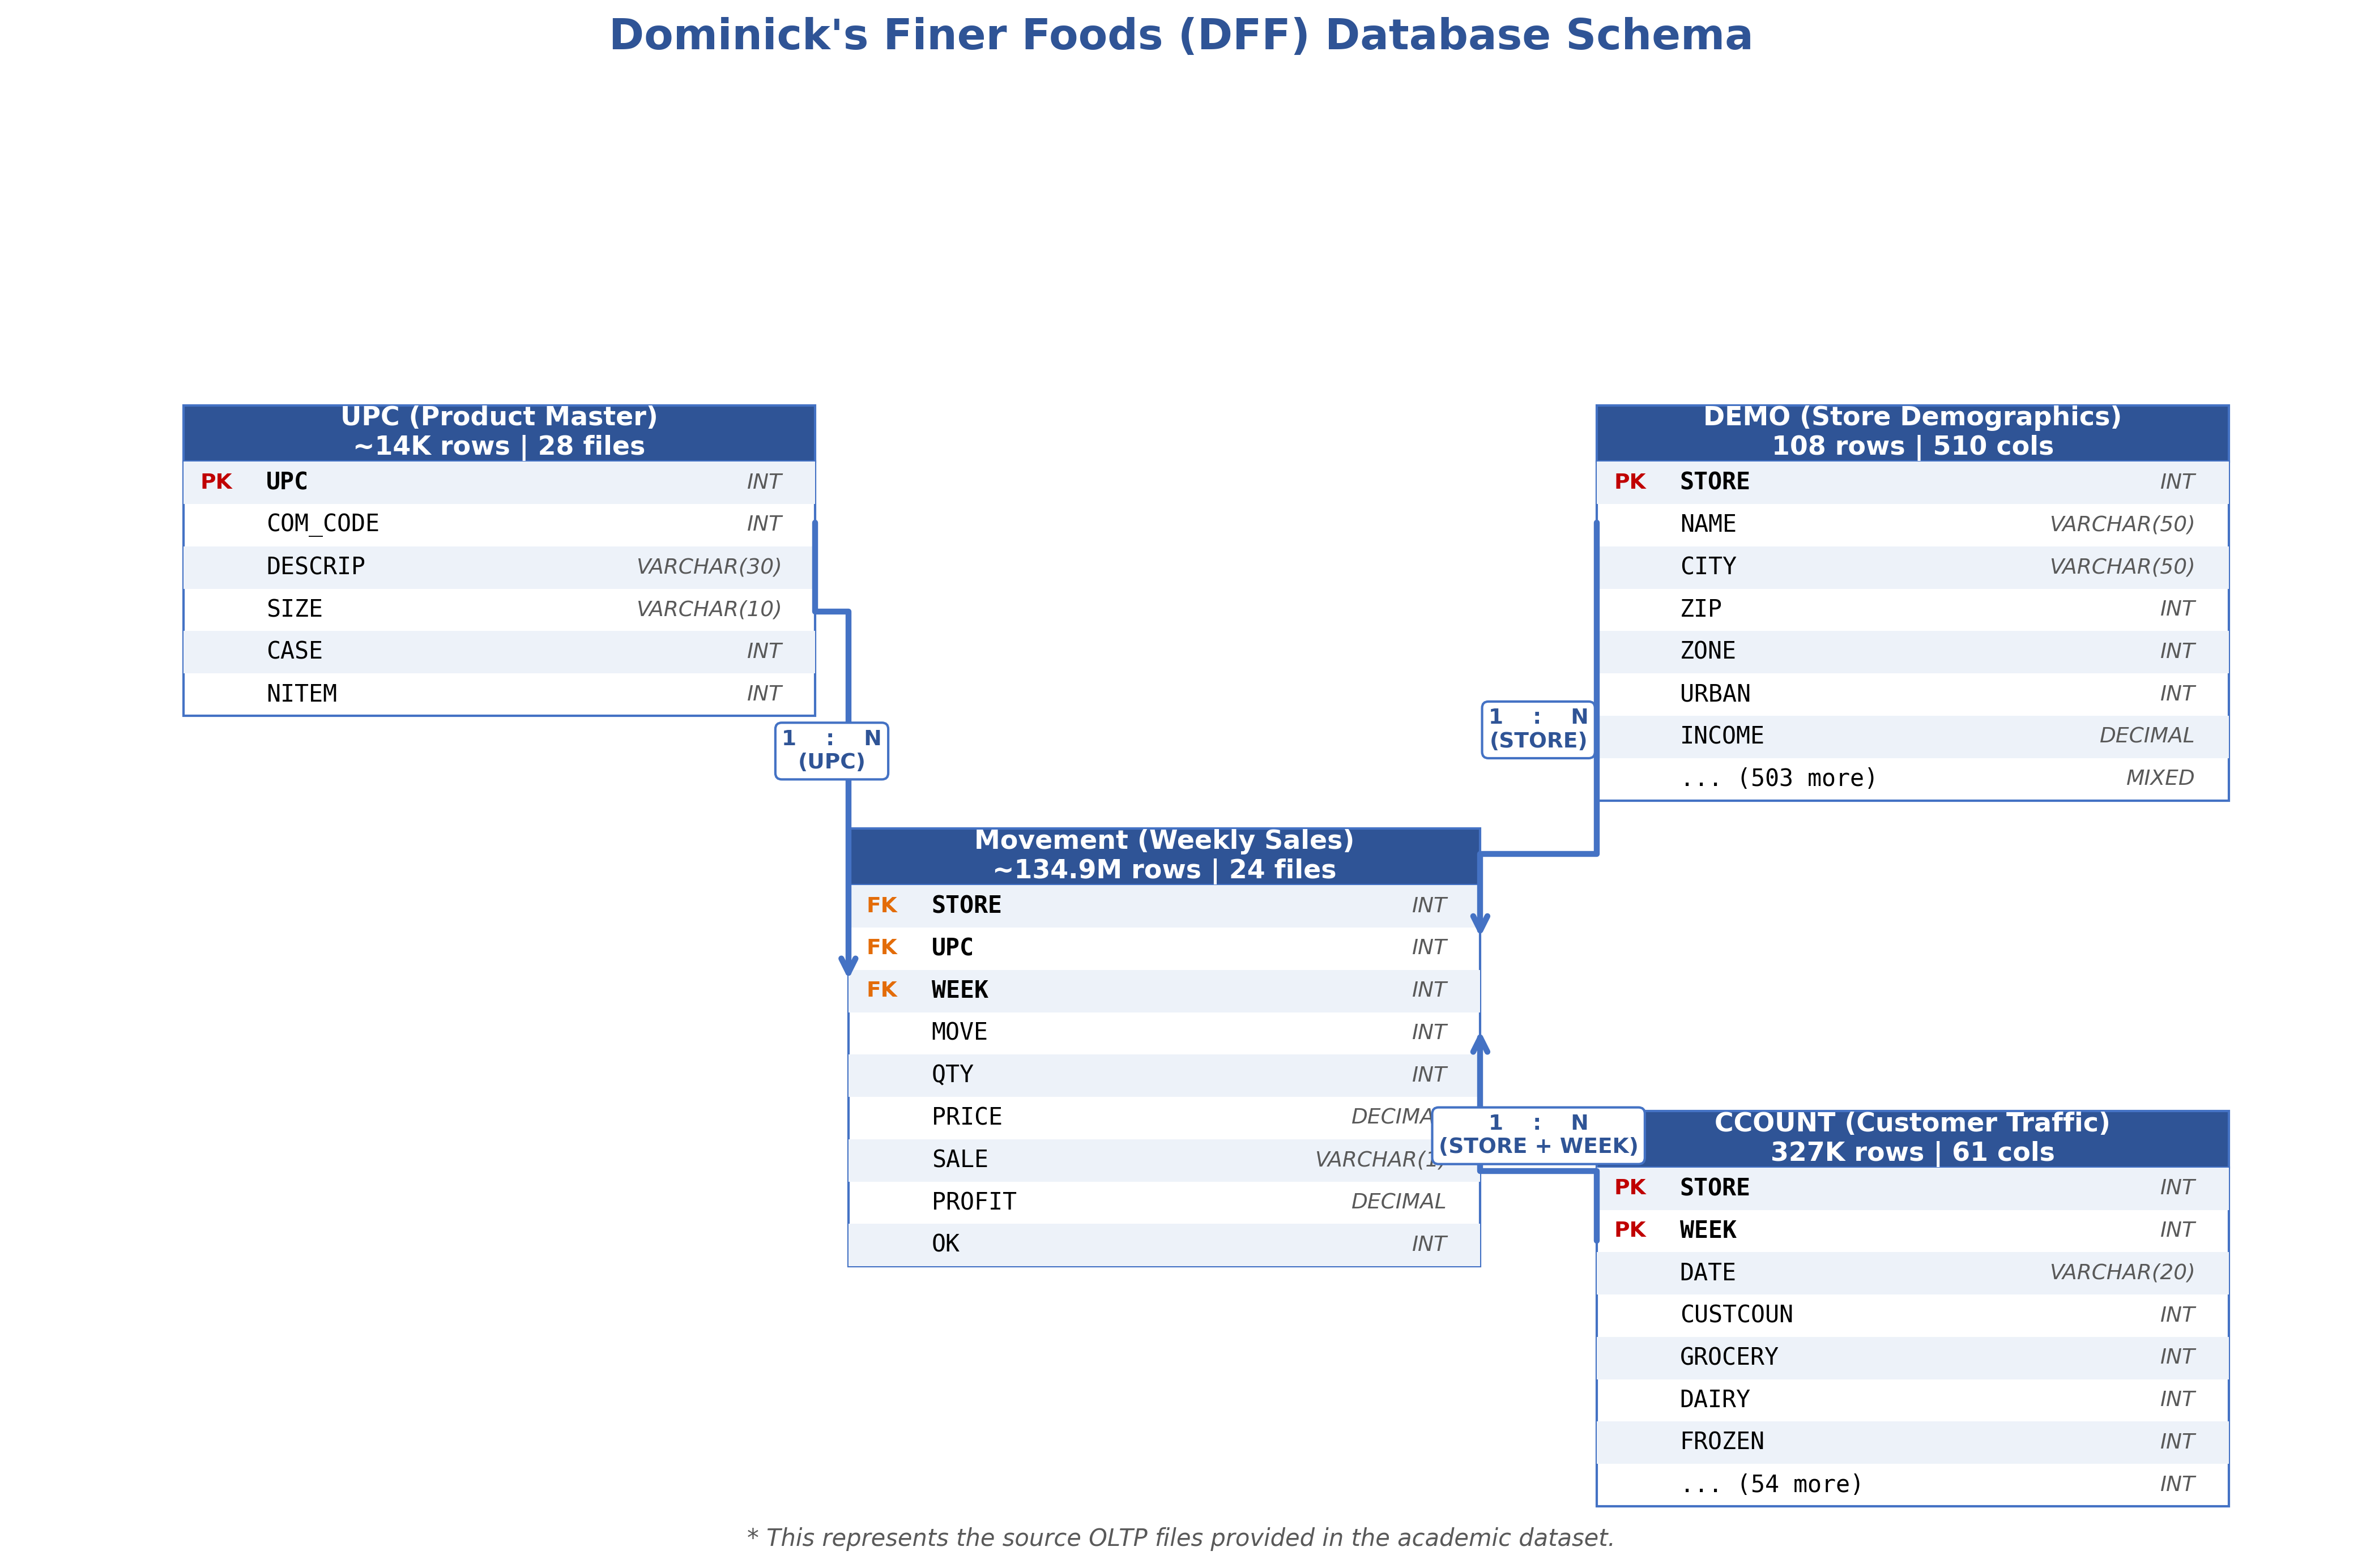 Dominick's Finer Foods (DFF) Database Schema
UPC (Product Master)
~14K rows | 28 files
PK UPC INT
COM_CODE INT
DESCRIP VARCHAR(30)
SIZE VARCHAR(10)
CASE INT
NITEM INT
DEMO (Store Demographics)
108 rows | 510 cols
PK STORE INT
NAME VARCHAR(50)
CITY VARCHAR(50)
ZIP INT
ZONE INT
URBAN INT
INCOME DECIMAL
... (503 more) MIXED
1 : N
(UPC)
1 : N
(STORE)
Movement (Weekly Sales)
~134.9M rows | 24 files
FK STORE INT
FK UPC INT
FK WEEK INT
MOVE INT
QTY INT
PRICE DECIMA
SALE VARCHAR(1)
PROFIT DECIMAL
OK INT
1 : N
(STORE + WEEK)
CCOUNT (Customer Traffic)
327K rows | 61 cols
PK STORE INT
PK WEEK INT
DATE VARCHAR(20)
CUSTCOUN INT
GROCERY INT
DAIRY INT
FROZEN INT
... (54 more) INT
* This represents the source OLTP files provided in the academic dataset.